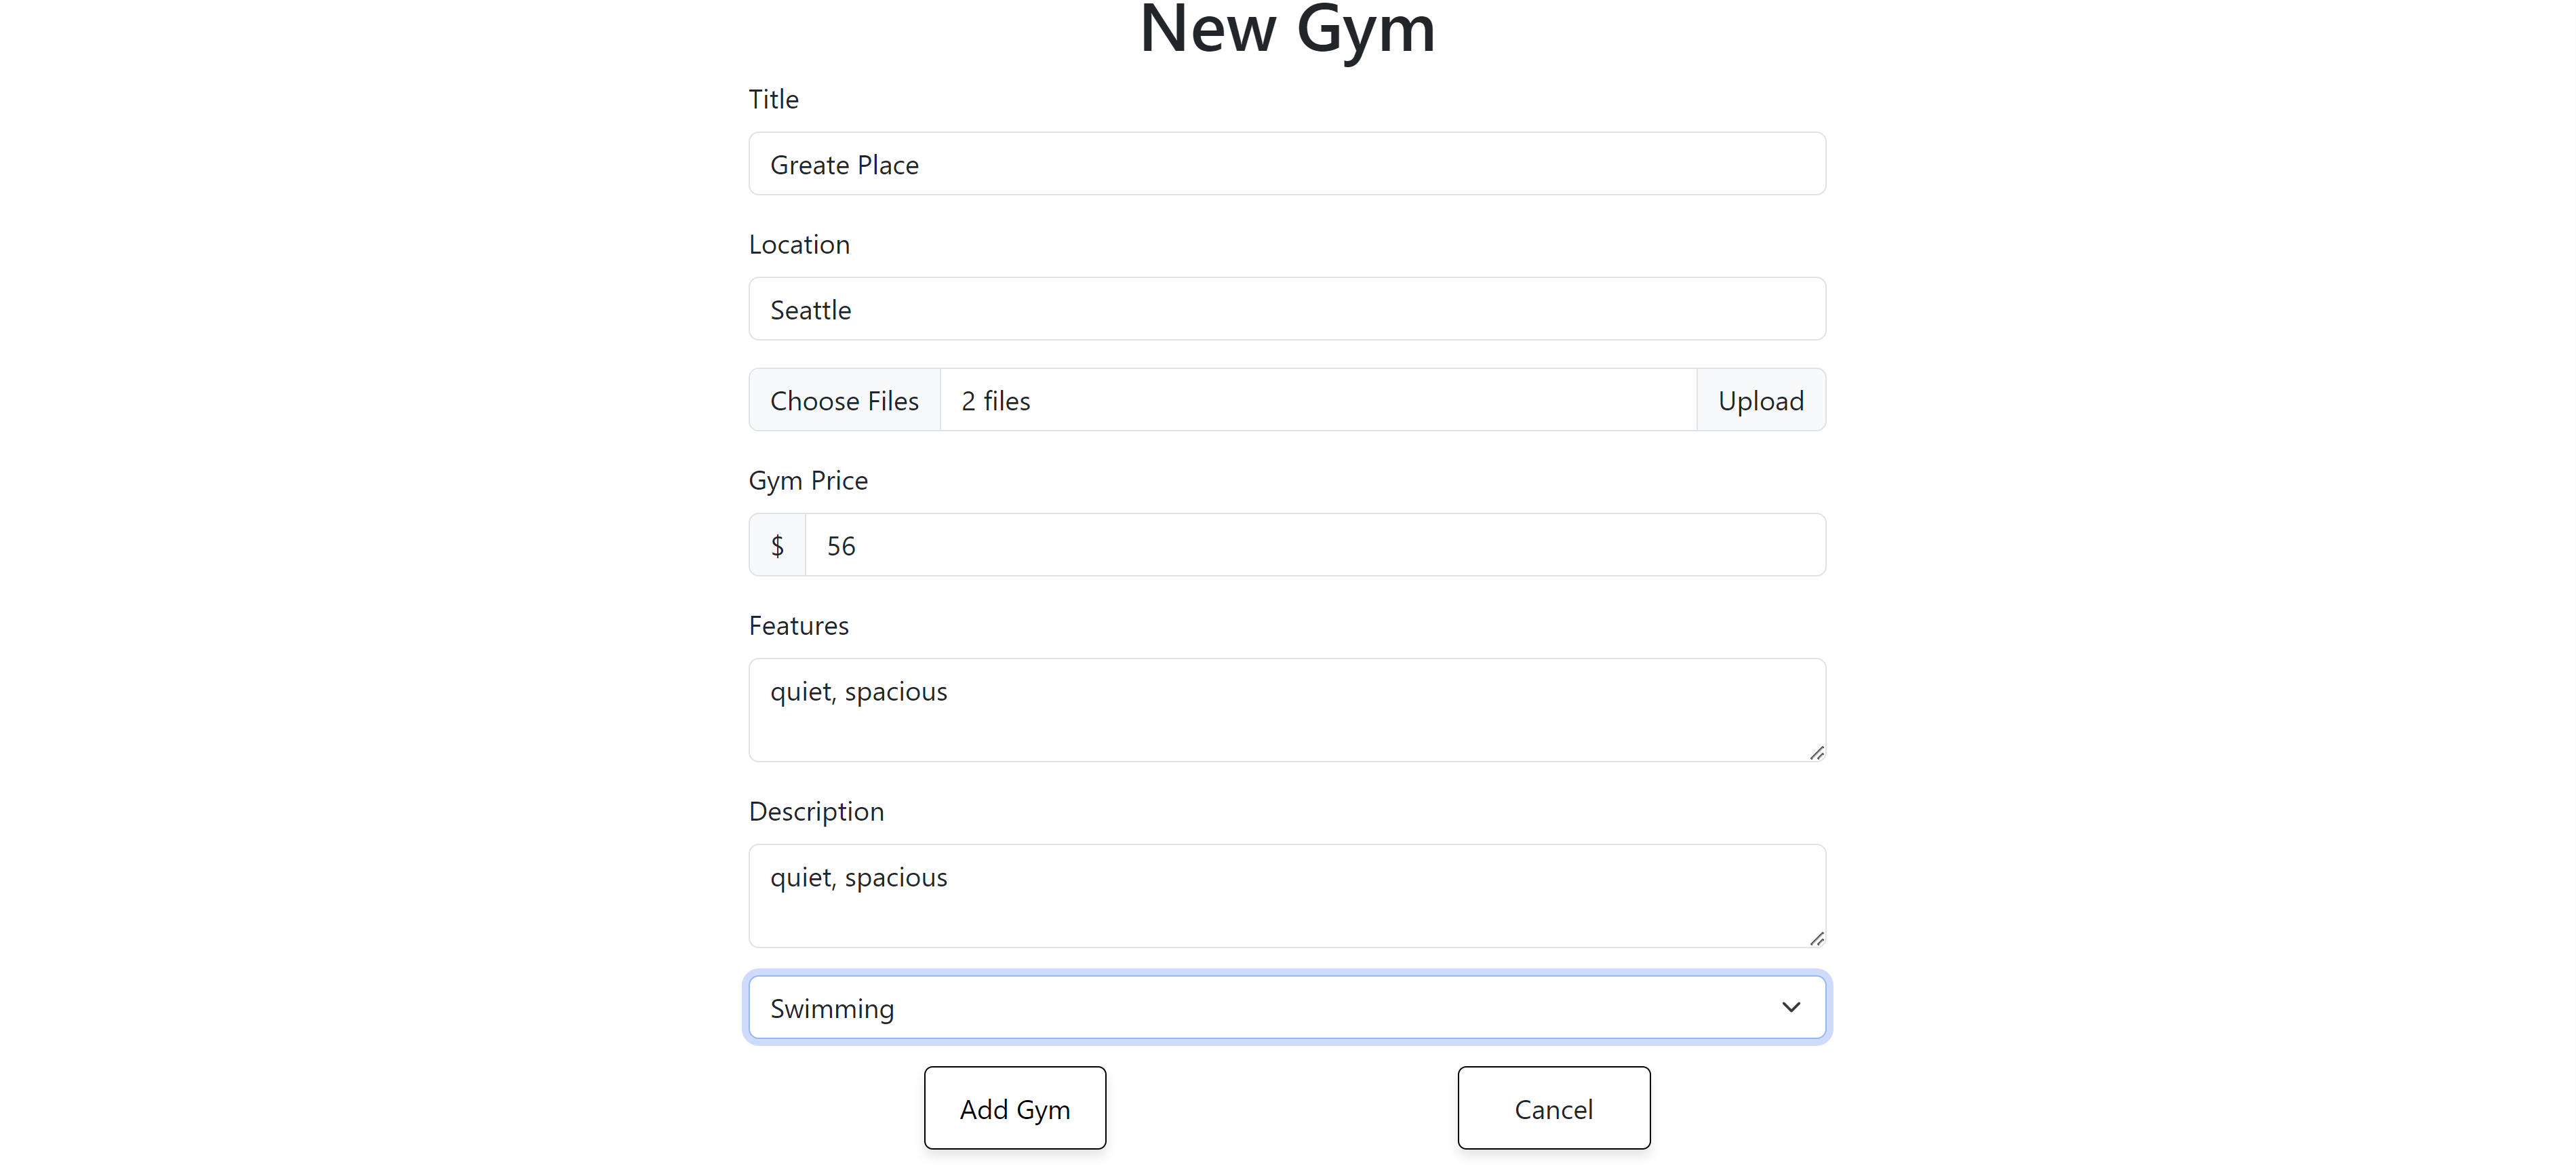 New Gym
Title
Greate Place
Location
Seattle
Choose Files 2 files Upload
Gym Price
$ 56
Features
quiet, spacious
Description
quiet, spacious
Swimming
Add Gym Cancel